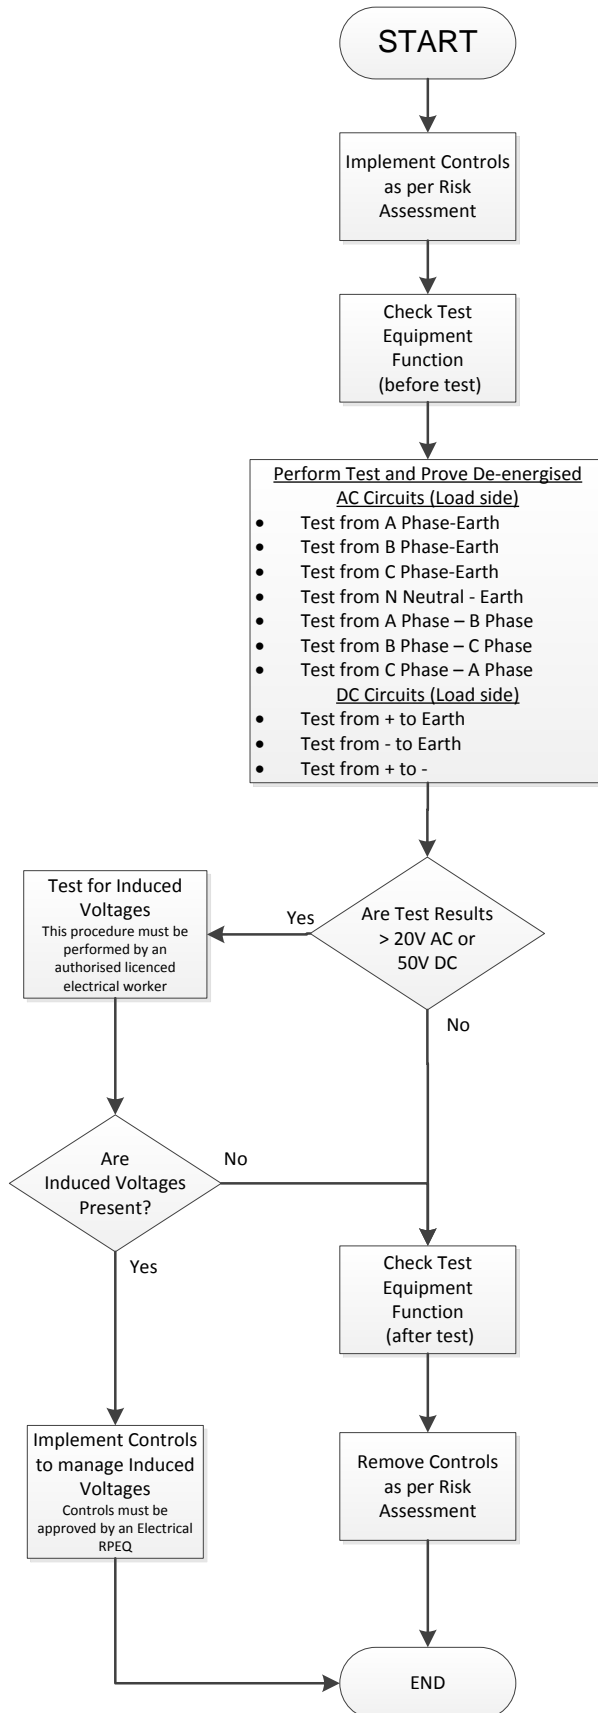 START
Implement Controls
as per Risk
Assessment
Check Test
Equipment
Function
(before test)
Perform Test and Prove De-energised
AC Circuits (Load side)
• Test from A Phase-Earth
• Test from B Phase-Earth
• Test from C Phase-Earth
• Test from N Neutral - Earth
• Test from A Phase – B Phase
• Test from B Phase – C Phase
• Test from C Phase – A Phase
DC Circuits (Load side)
• Test from + to Earth
• Test from - to Earth
• Test from + to -
Are Test Results
> 20V AC or
50V DC
Yes
No
Test for Induced
Voltages
This procedure must be
performed by an
authorised licenced
electrical worker
Are
Induced Voltages
Present?
No
Yes
Check Test
Equipment
Function
(after test)
Implement Controls
to manage Induced
Voltages
Controls must be
approved by an Electrical
RPEQ
Remove Controls
as per Risk
Assessment
END